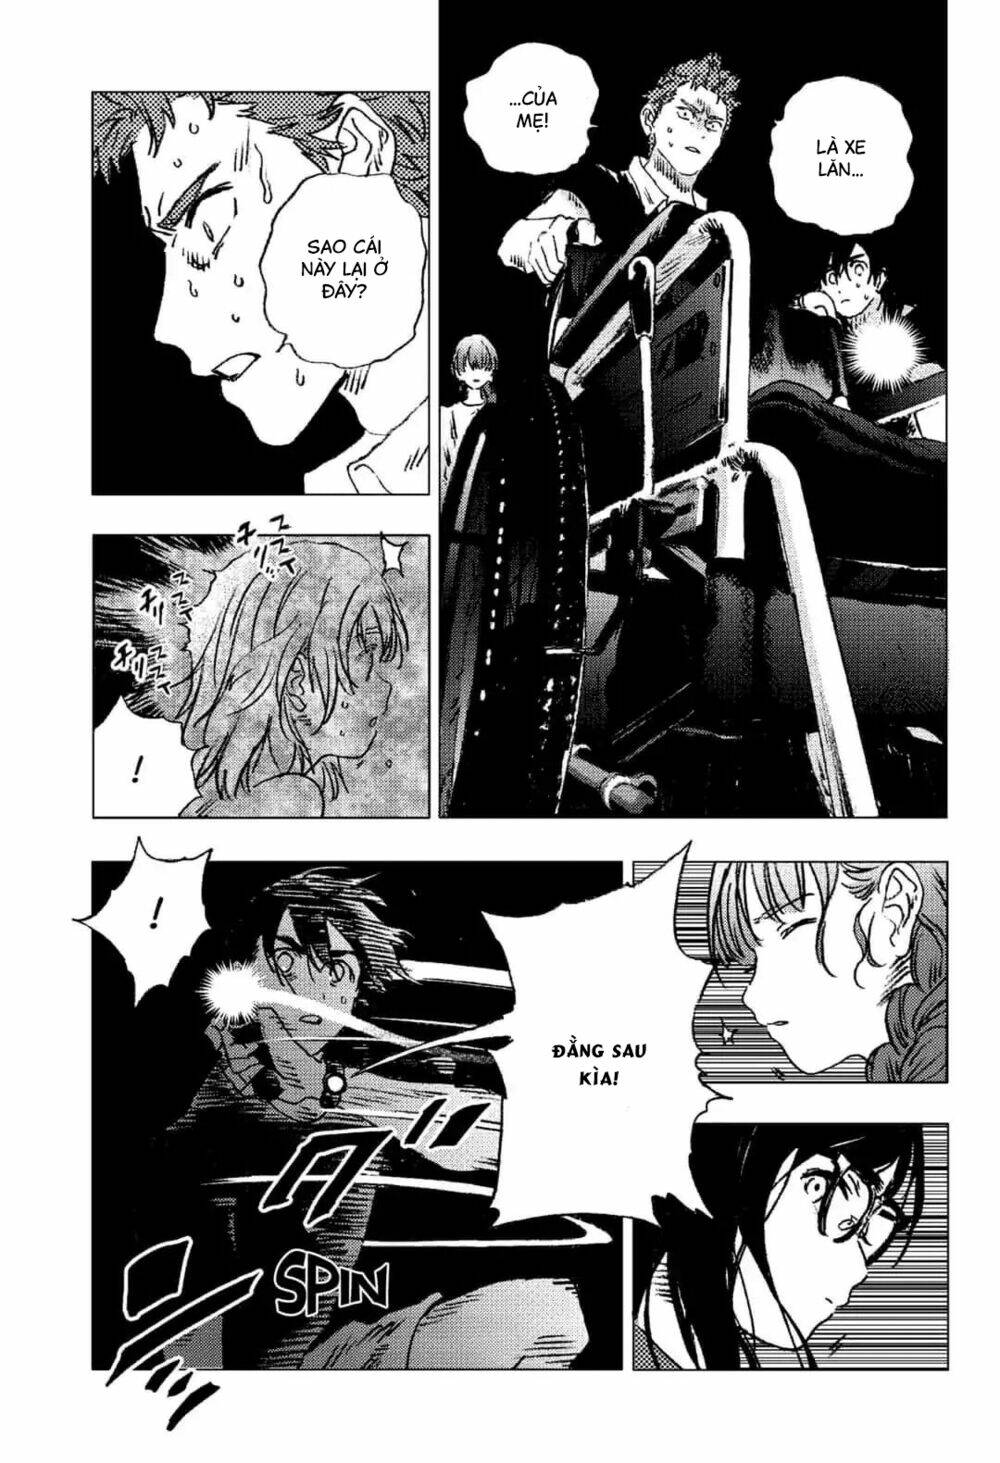 LÀ XE
LĂN...
...CỦA
MẸ!
SAO CÁI
NÀY LẠI Ở
ĐÂY?
!
ĐẰNG SAU
KÌA!
!
SPIN